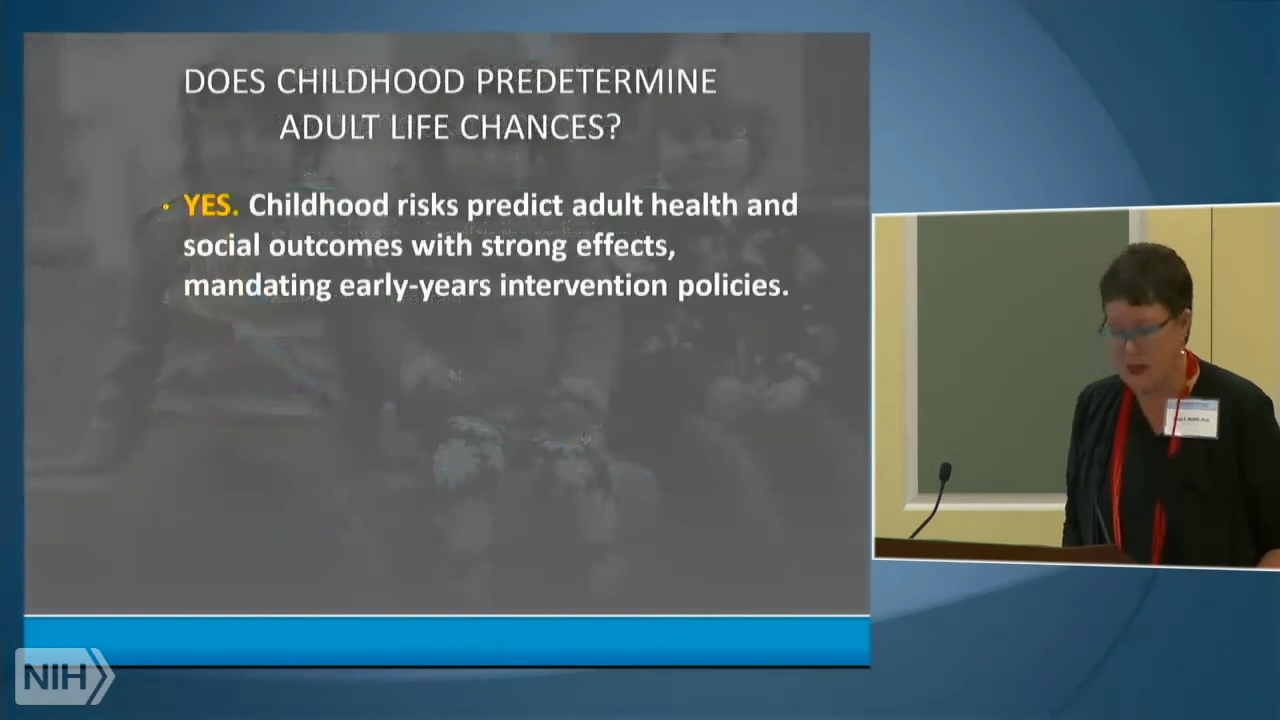 DOES CHILDHOOD PREDETERMINE
ADULT LIFE CHANCES?
• YES. Childhood risks predict adult health and
social outcomes with strong effects,
mandating early-years intervention policies.
NIH